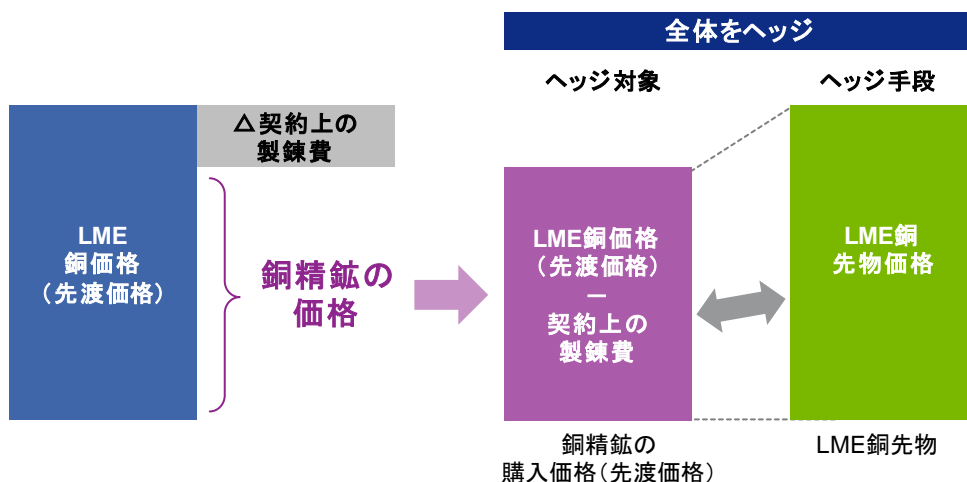 全体をヘッジ
ヘッジ対象
ヘッジ手段
△契約上の
製錬費
LME
銅価格
（先渡価格）
銅精鉱の
価格
LME銅価格
（先渡価格）
－
契約上の
製錬費
LME銅
先物価格
銅精鉱の
購入価格（先渡価格）
LME銅先物